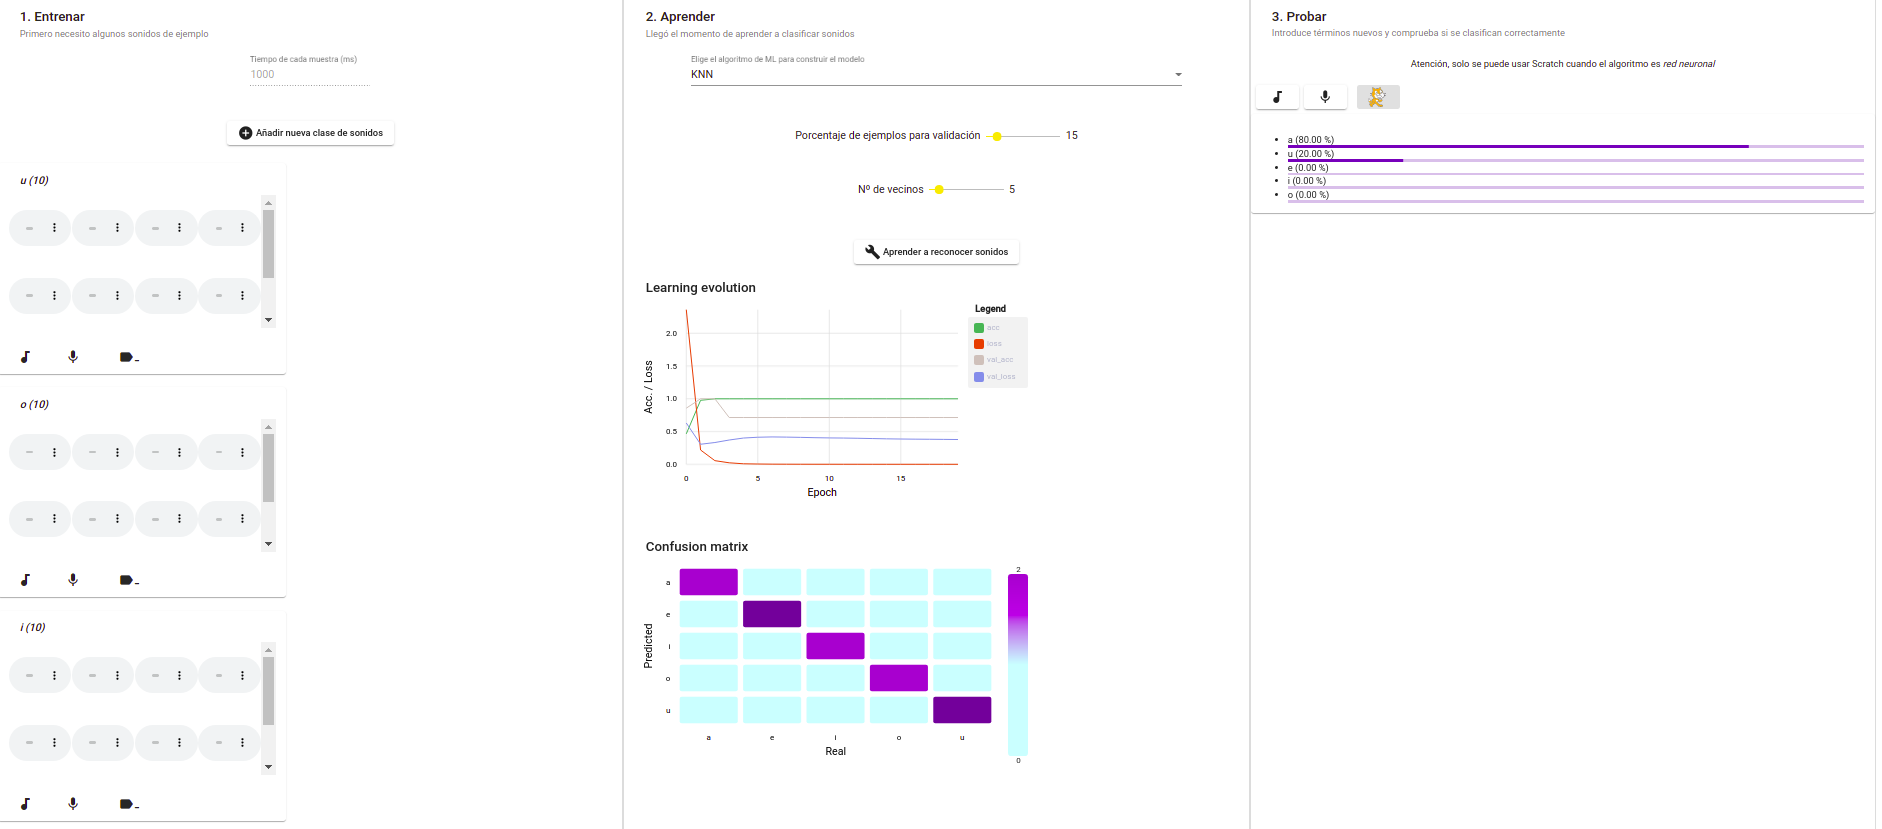 1. Entrenar
Primero necesito algunos sonidos de ejemplo
Tiempo de cada muestra (ms)
1000
Añadir nueva clase de sonidos
u (10)
o (10)
i (10)
2. Aprender
Llegó el momento de aprender a clasificar sonidos
Elige el algoritmo de ML para construir el modelo
KNN
Porcentaje de ejemplos para validación 15
Nº de vecinos 5
Aprender a reconocer sonidos
Learning evolution
Legend
acc
loss
val_acc
val_loss
Acc. / Loss
2.0
1.5
1.0
0.5
0.0
0 5 10 15
Epoch
Confusion matrix
Predicted
a
e
i
o
u
a e i o u
Real
2
0
3. Probar
Introduce términos nuevos y comprueba si se clasifican correctamente
Atención, solo se puede usar Scratch cuando el algoritmo es red neuronal
a (80.00 %)
u (20.00 %)
e (0.00 %)
i (0.00 %)
o (0.00 %)